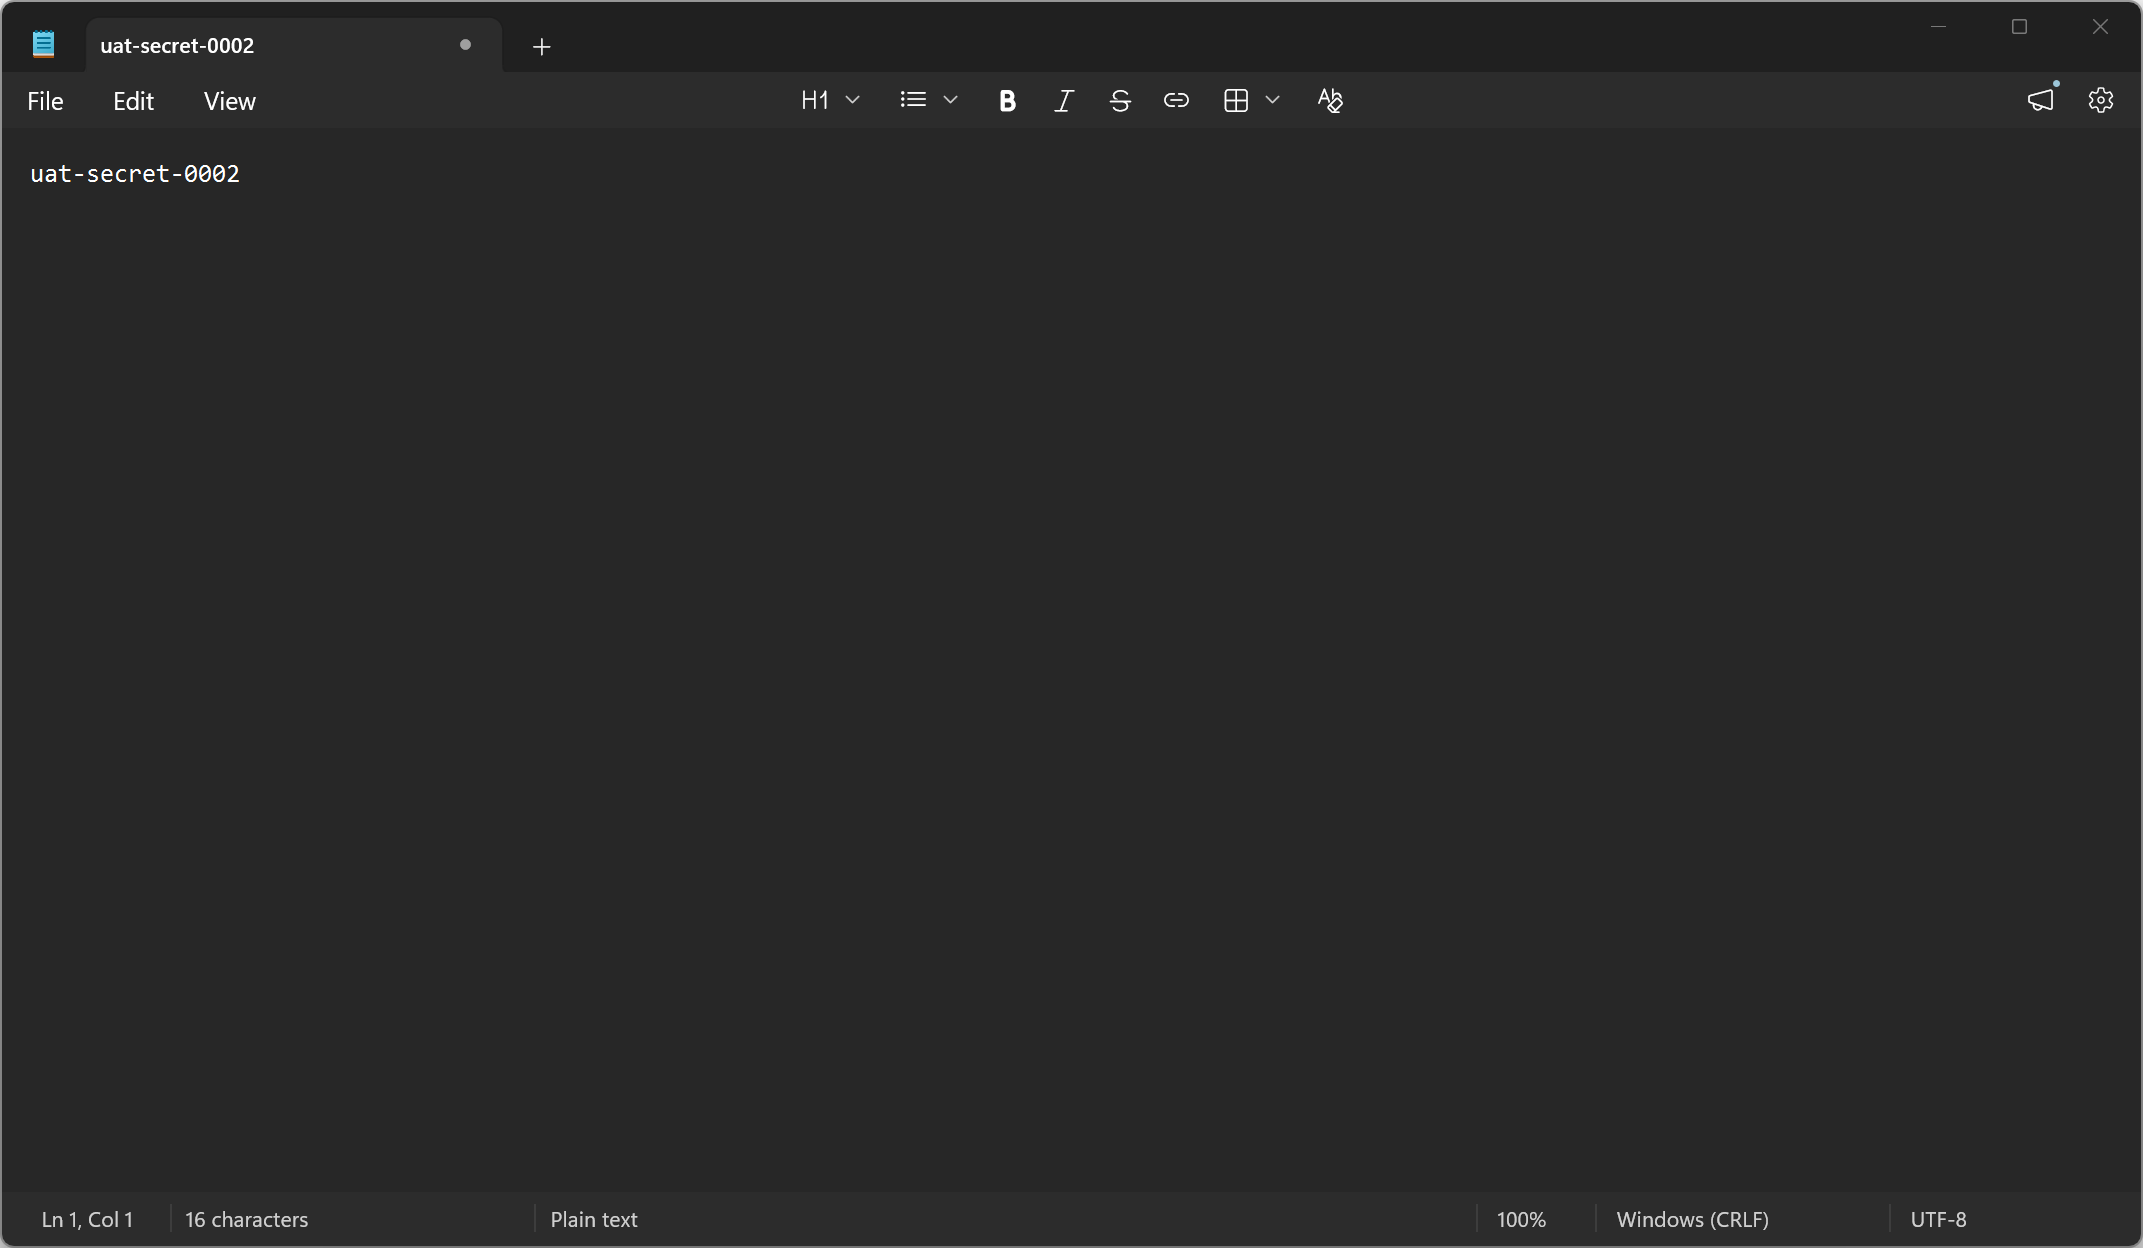 uat-secret-0002
File Edit View H1
uat-secret-0002
Ln 1, Col 1 16 characters Plain text 100% Windows (CRLF) UTF-8